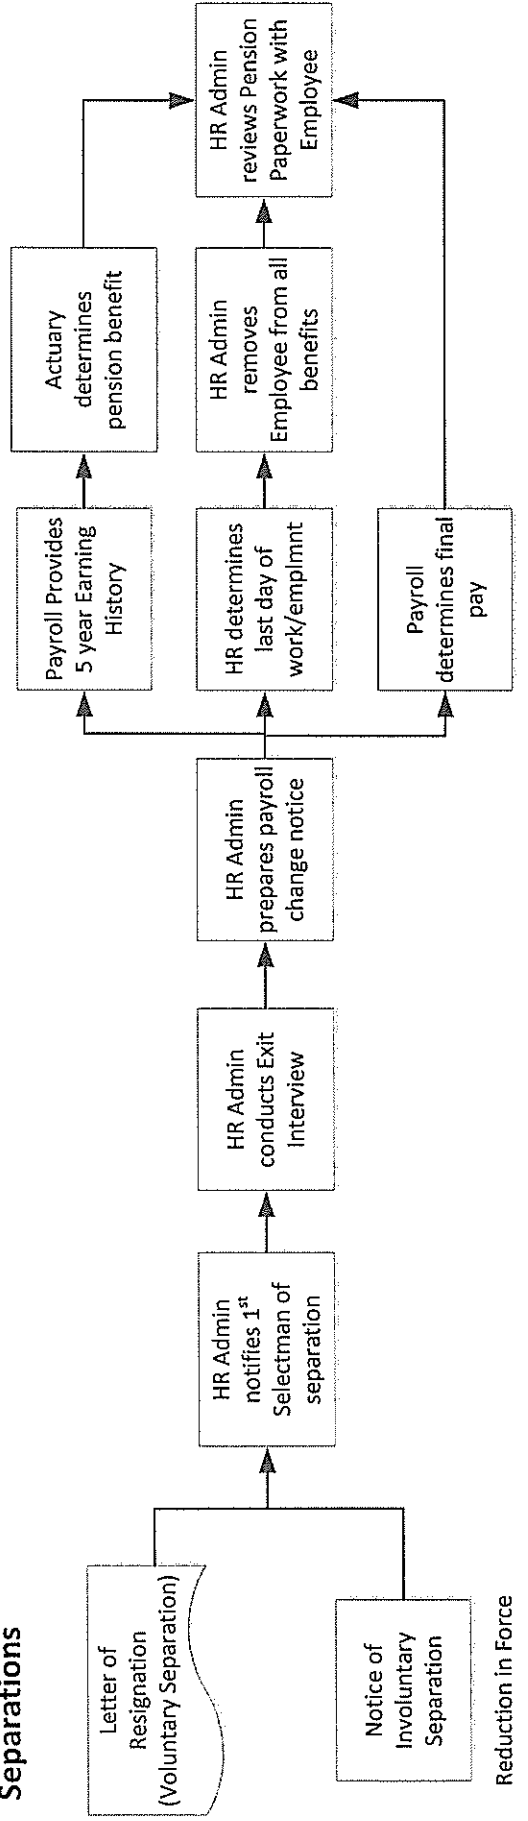 Separations
Letter of
Resignation
(Voluntary Separation)
Notice of
Involuntary
Separation
Reduction in Force
HR Admin
notifies 1st
Selectman of
separation
HR Admin
conducts Exit
Interview
HR Admin
prepares payroll
change notice
Payroll Provides
5 year Earning
History
HR determines
last day of
work/emplmnt
Payroll
determines final
pay
Actuary
determines
pension benefit
HR Admin
removes
Employee from all
benefits
HR Admin
reviews Pension
Paperwork with
Employee